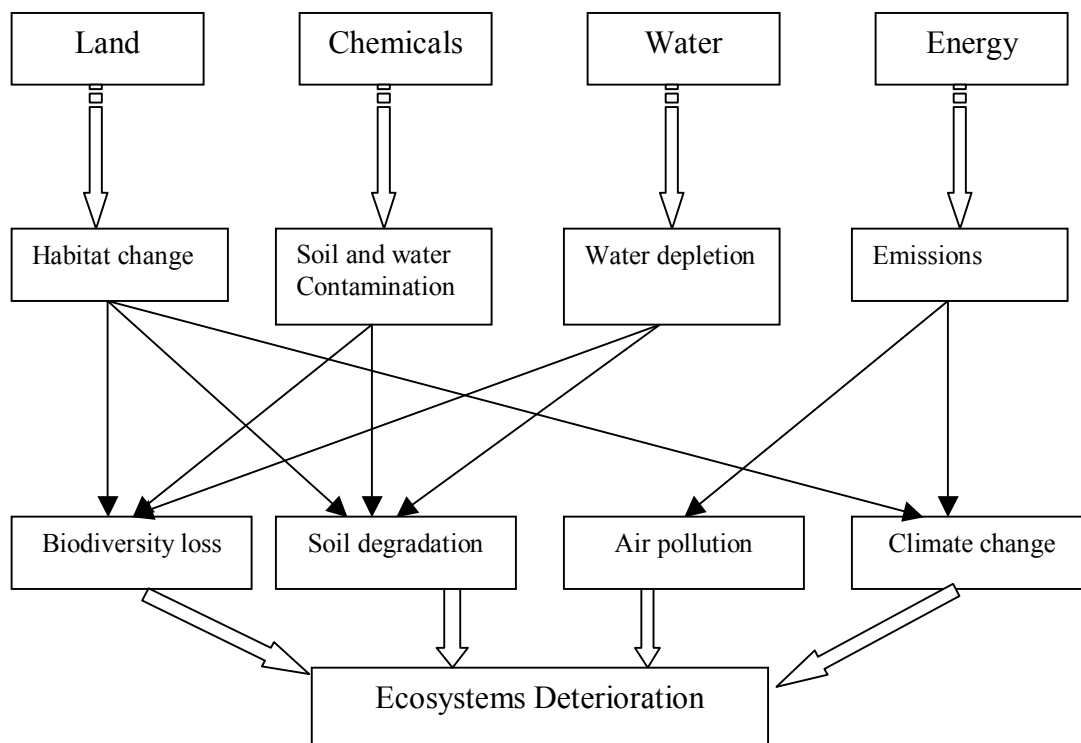 Land
Chemicals
Water
Energy
Habitat change
Soil and water
Contamination
Water depletion
Emissions
Biodiversity loss
Soil degradation
Air pollution
Climate change
Ecosystems Deterioration